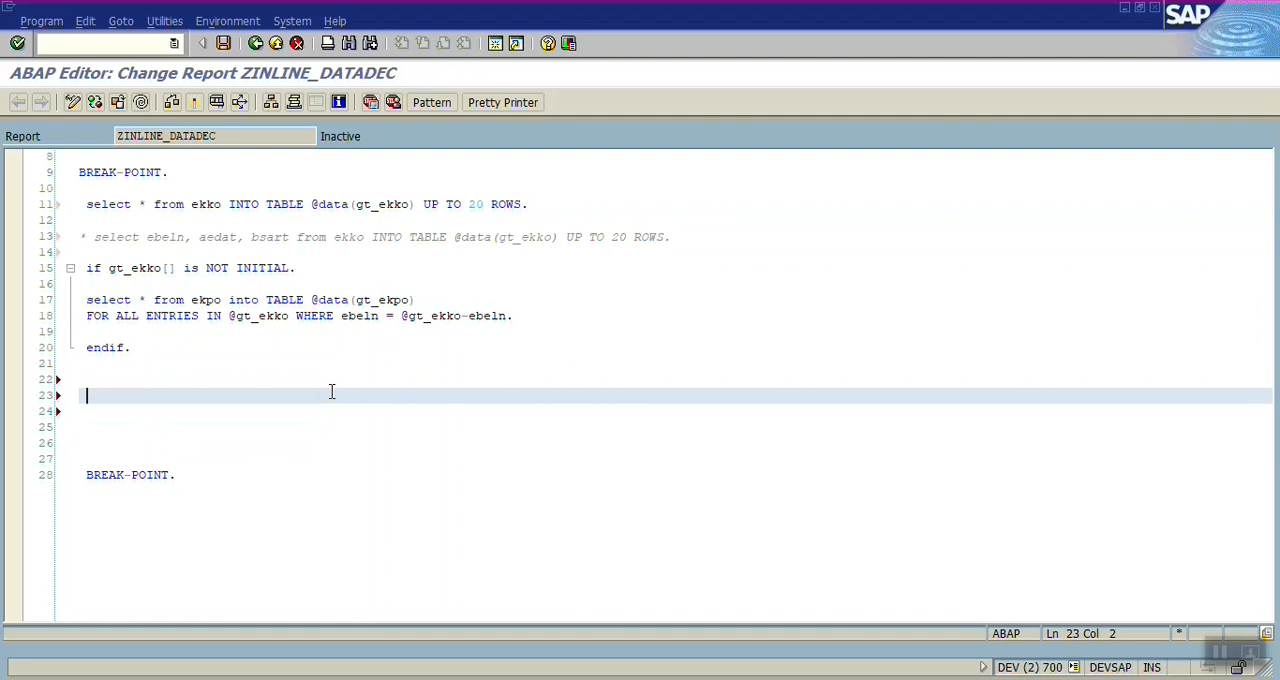 Program Edit Goto Utilities Environment System Help
SAP
ABAP Editor: Change Report ZINLINE_DATADEC
Pattern Pretty Printer
Report ZINLINE_DATADEC Inactive
8
9 BREAK-POINT.
10
11 select * from ekko INTO TABLE @data(gt_ekko) UP TO 20 ROWS.
12
13 * select ebeln, aedat, bsart from ekko INTO TABLE @data(gt_ekko) UP TO 20 ROWS.
14
15 if gt_ekko[] is NOT INITIAL.
16
17 select * from ekpo into TABLE @data(gt_ekpo)
18 FOR ALL ENTRIES IN @gt_ekko WHERE ebeln = @gt_ekko-ebeln.
19
20 endif.
21
22
23
24
25
26
27
28 BREAK-POINT.
ABAP Ln 23 Col 2 *
DEV (2) 700 DEVSAP INS